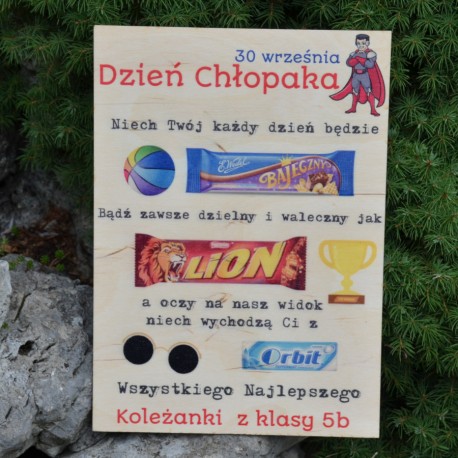 30 września
Dzień Chłopaka
Niech Twój każdy dzień będzie
E.Wedel BAJECZNY
Bądź zawsze dzielny i waleczny jak
Nestlé
LION
a oczy na nasz widok
niech wychodzą Ci z
Orbit
Wszystkiego Najlepszego
Koleżanki z klasy 5b